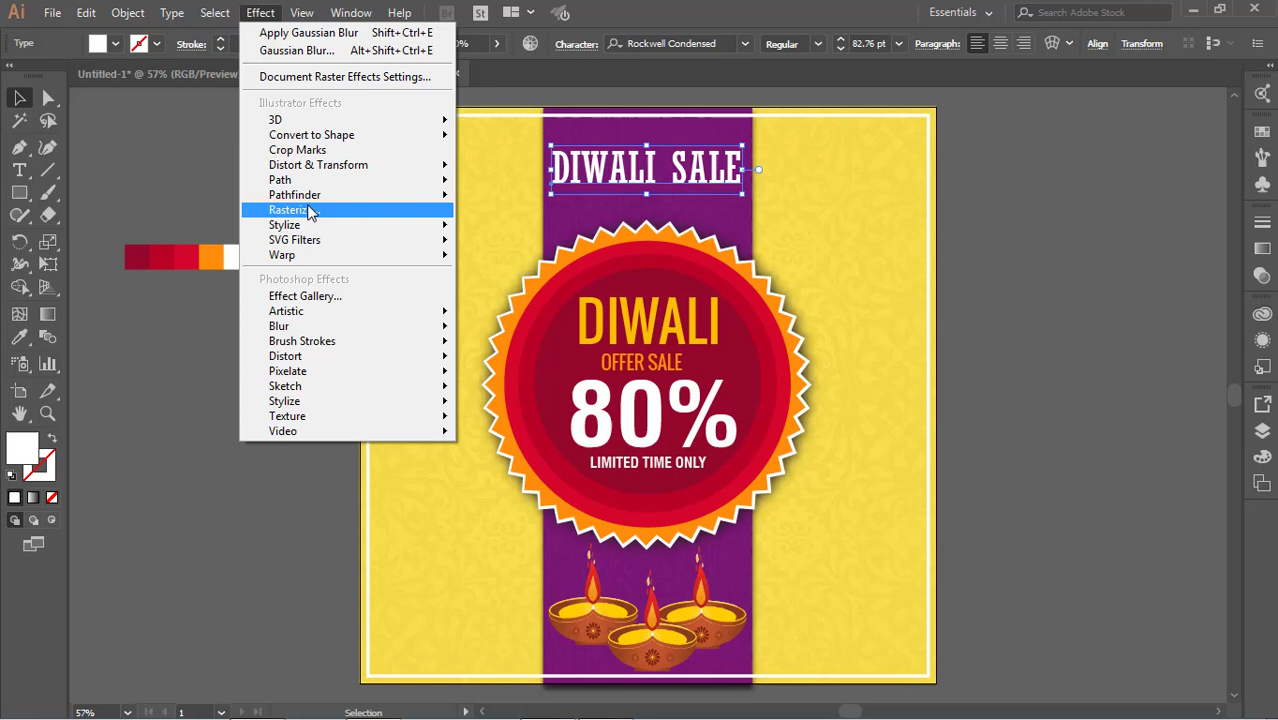 Ai File Edit Object Type Select Effect View Window Help Br St Essentials Search Adobe Stock
Type Stroke: 0% Character: Rockwell Condensed Regular 82.76 pt Paragraph: Align Transform
Untitled-1* @ 57% (RGB/Preview
Apply Gaussian Blur Shift+Ctrl+E
Gaussian Blur... Alt+Shift+Ctrl+E
Document Raster Effects Settings...
Illustrator Effects
3D
Convert to Shape
Crop Marks
Distort & Transform
Path
Pathfinder
Rasteriz
Stylize
SVG Filters
Warp
Photoshop Effects
Effect Gallery...
Artistic
Blur
Brush Strokes
Distort
Pixelate
Sketch
Stylize
Texture
Video
DIWALI SALE
DIWALI
OFFER SALE
80%
LIMITED TIME ONLY
57% 1 Selection